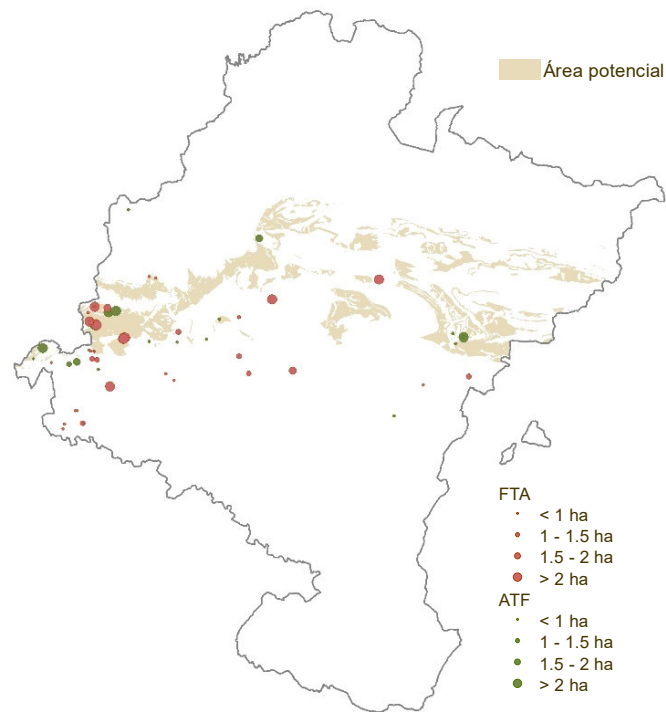 Área potencial
FTA
< 1 ha
1 - 1.5 ha
1.5 - 2 ha
> 2 ha
ATF
< 1 ha
1 - 1.5 ha
1.5 - 2 ha
> 2 ha